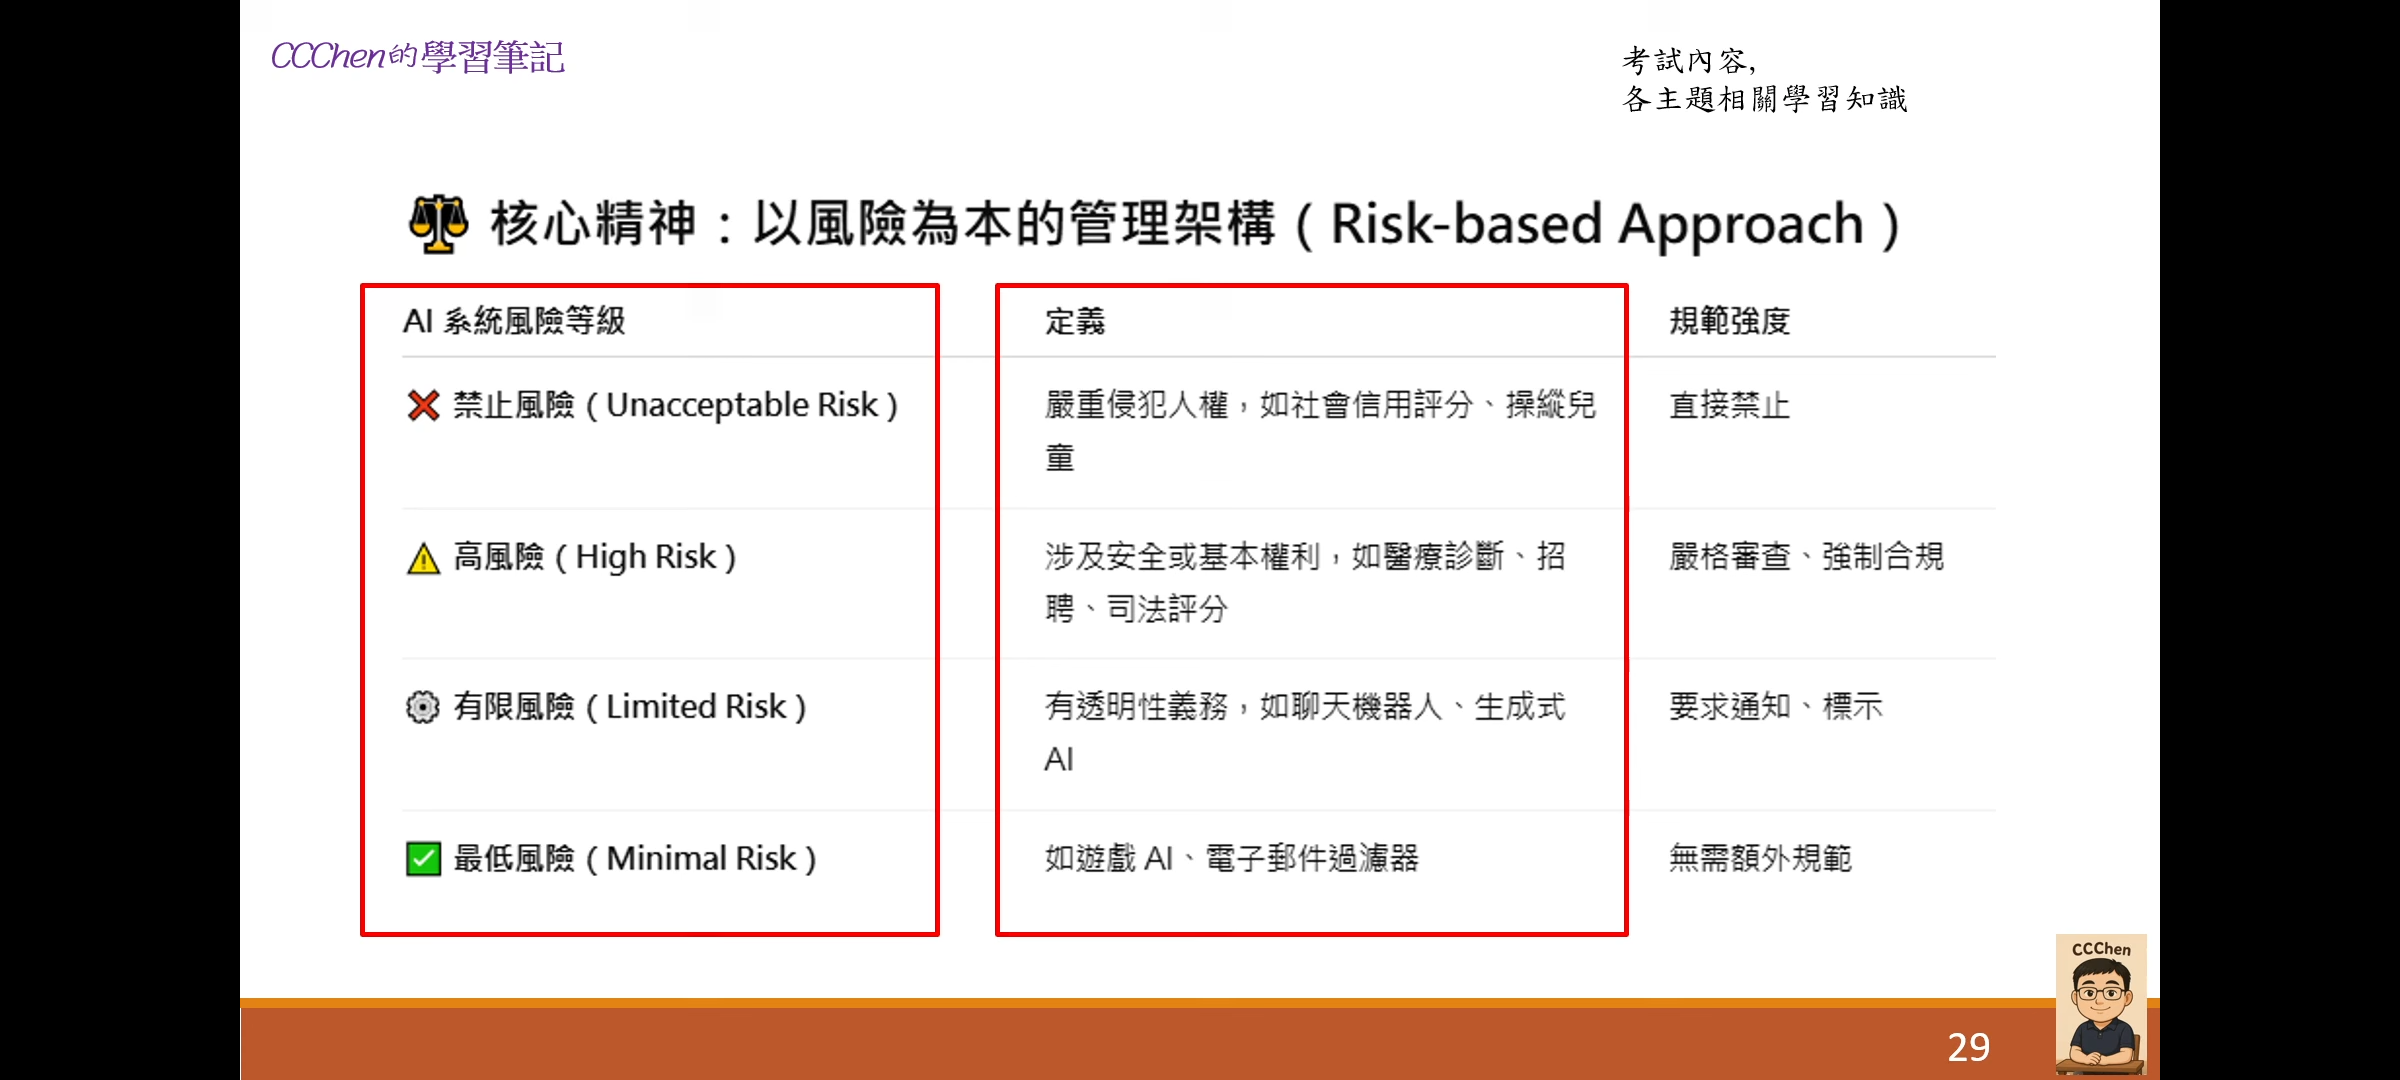 CCChen的學習筆記
考試內容,
各主題相關學習知識
核心精神：以風險為本的管理架構（Risk-based Approach）
AI 系統風險等級
定義
規範強度
禁止風險（Unacceptable Risk）
嚴重侵犯人權，如社會信用評分、操縱兒
童
直接禁止
高風險（High Risk）
涉及安全或基本權利，如醫療診斷、招
聘、司法評分
嚴格審查、強制合規
有限風險（Limited Risk）
有透明性義務，如聊天機器人、生成式
AI
要求通知、標示
最低風險（Minimal Risk）
如遊戲 AI、電子郵件過濾器
無需額外規範
CCChen
29